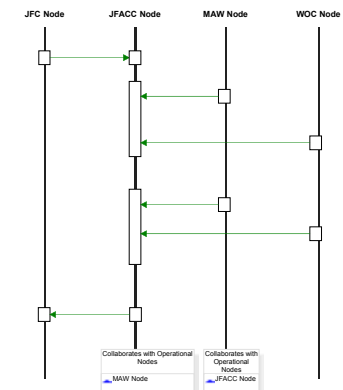 JFC Node
JFACC Node
MAW Node
WOC Node
Collaborates with Operational
Nodes
MAW Node
Collaborates with
Operational
Nodes
JFACC Node